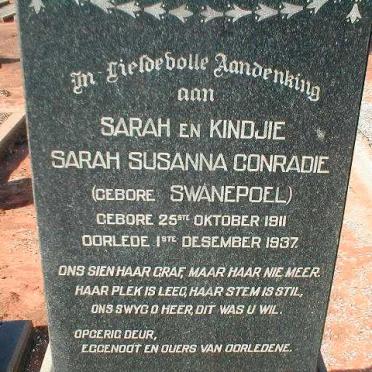 In Liefdevolle Aandenking
aan
SARAH EN KINDJIE
SARAH SUSANNA CONRADIE
(GEBORE SWANEPOEL)
GEBORE 25STE OKTOBER 1911
OORLEDE 1STE DESEMBER 1937.
ONS SIEN HAAR GRAF, MAAR HAAR NIE MEER.
HAAR PLEK IS LEEG, HAAR STEM IS STIL,
ONS SWYG O HEER, DIT WAS U WIL.
OPGERIG DEUR,
EGGENOOT EN OUERS VAN OORLEDENE.